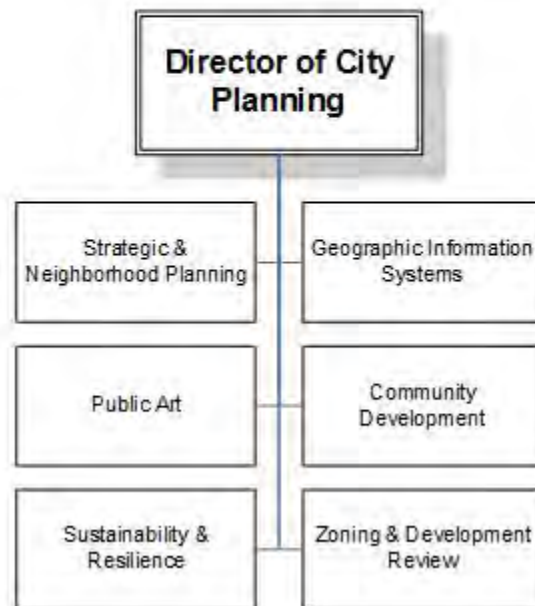 Director of City
Planning
Strategic &
Neighborhood Planning
Geographic Information
Systems
Public Art
Community
Development
Sustainability &
Resilience
Zoning & Development
Review